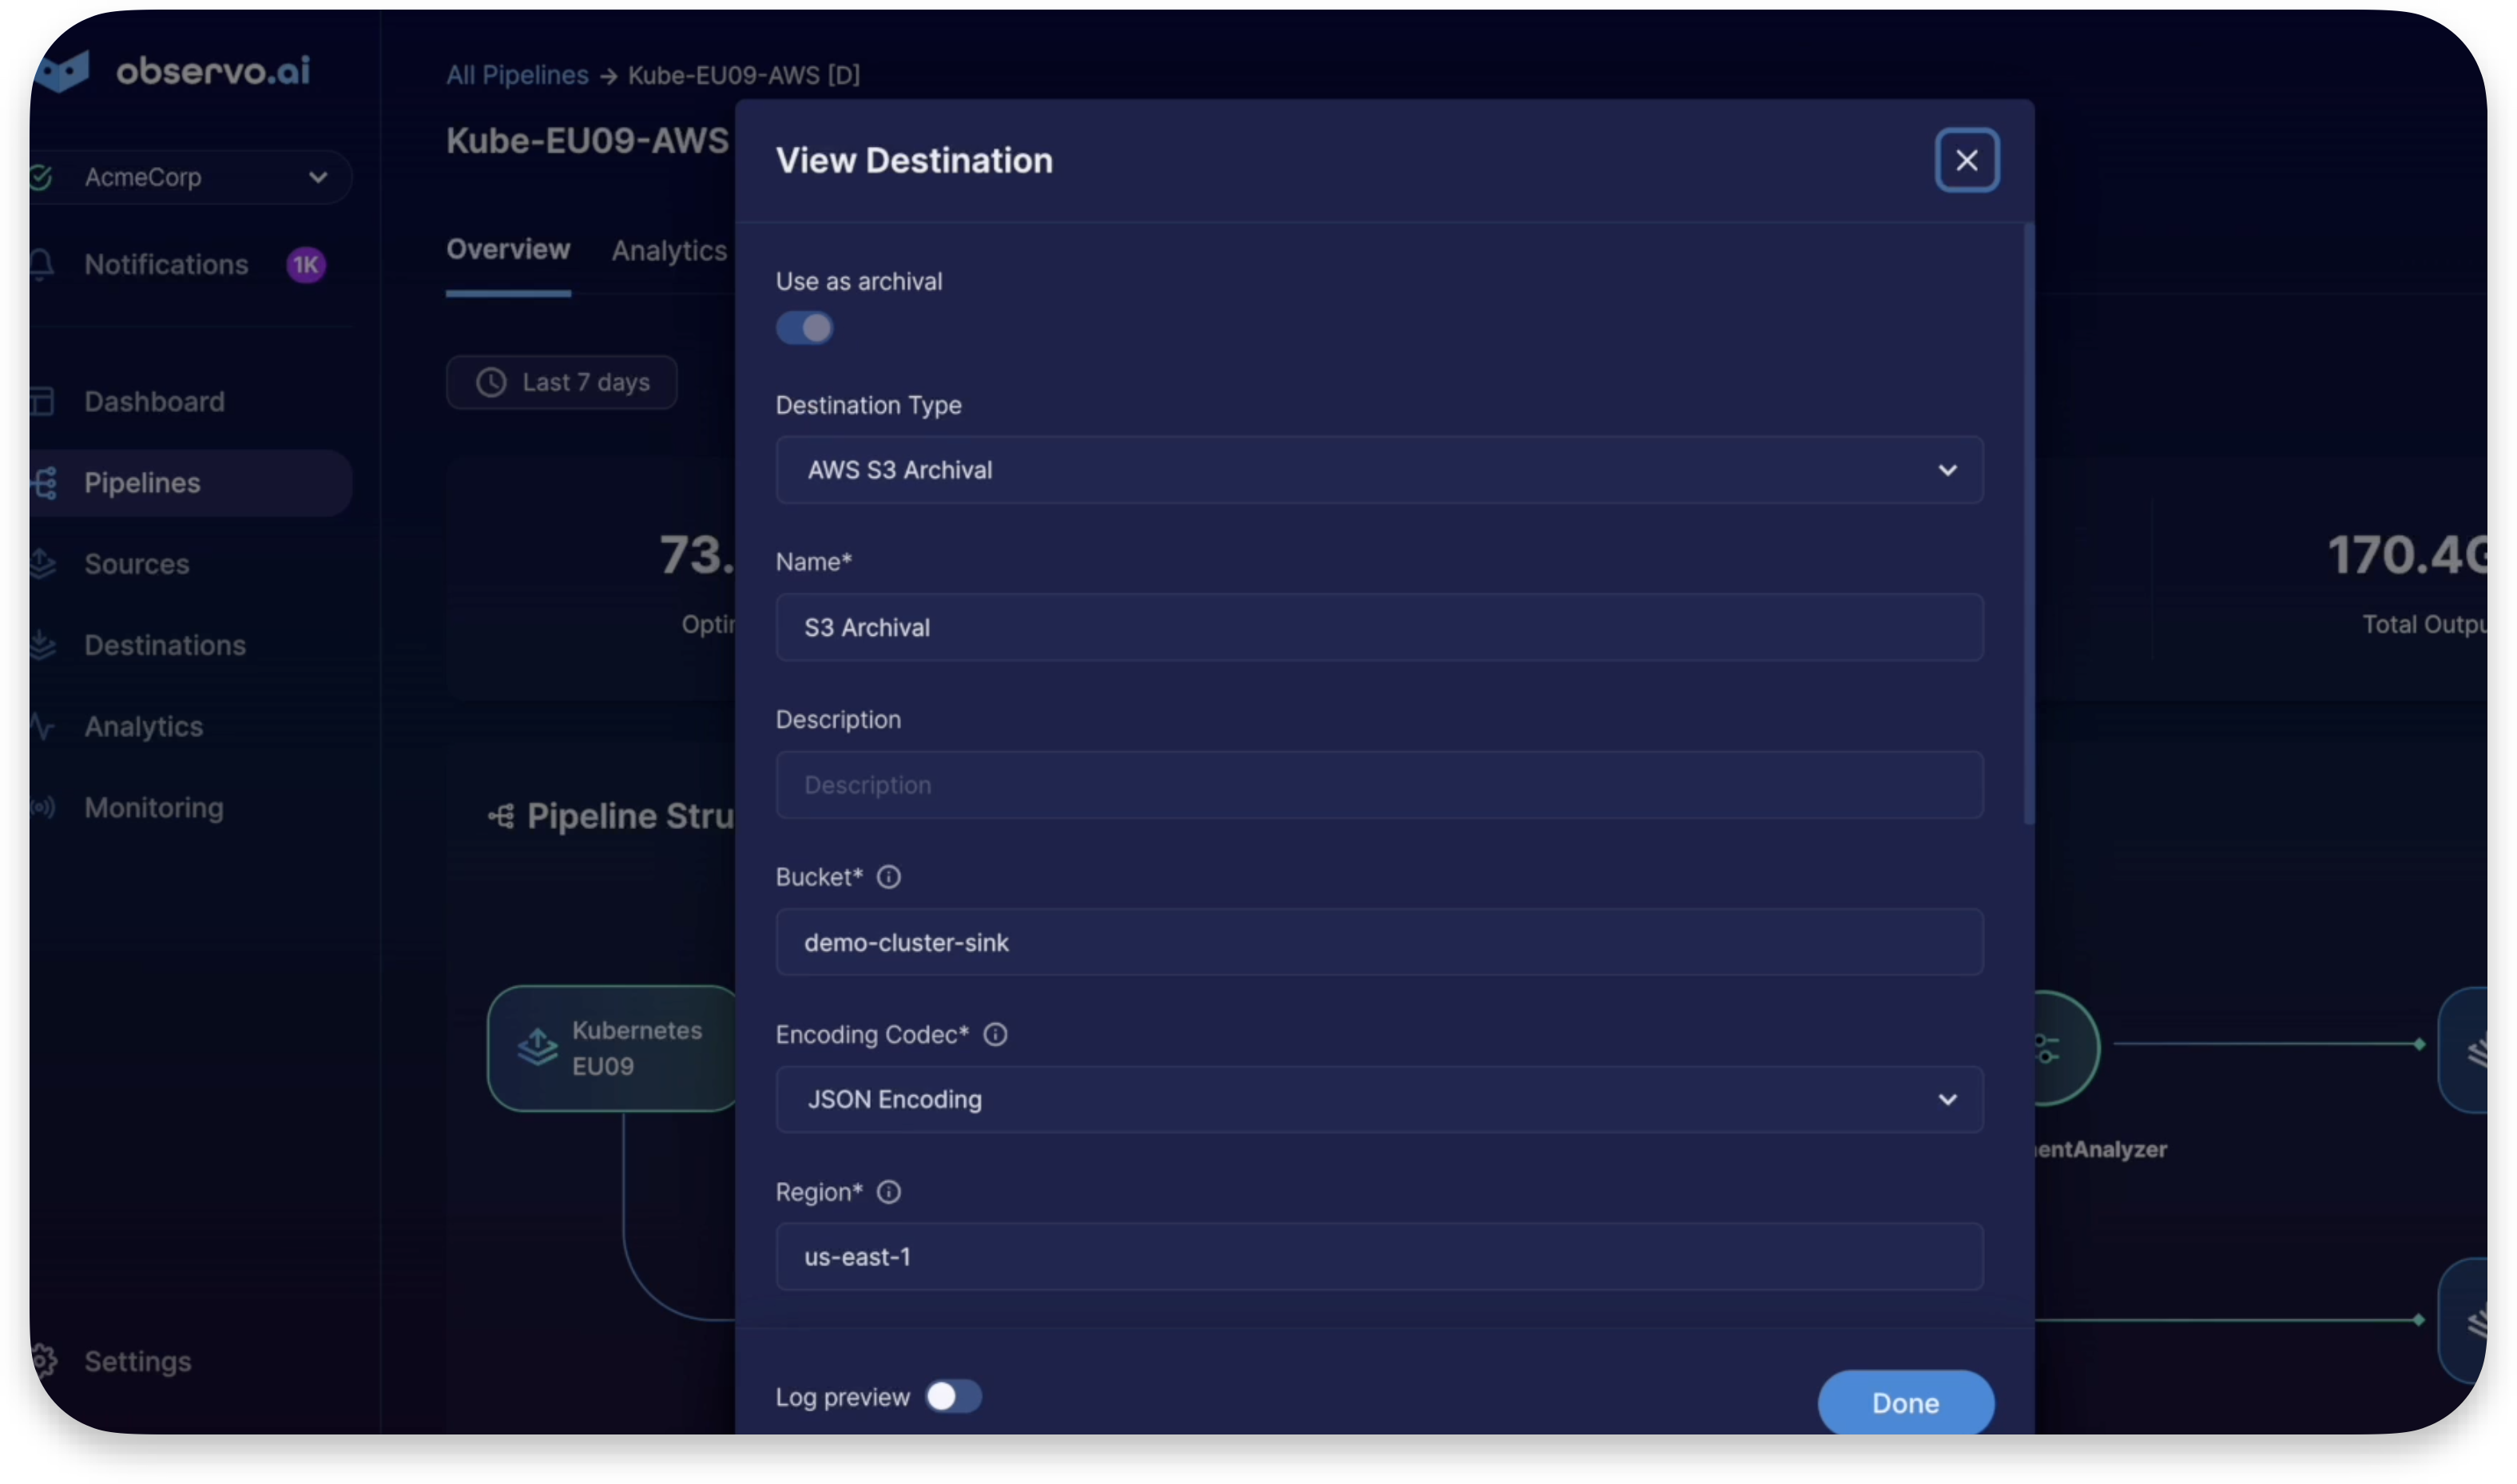 observo.ai
AcmeCorp
Notifications 1K
Dashboard
Pipelines
Sources
Destinations
Analytics
Monitoring
Settings
All Pipelines → Kube-EU09-AWS [D]
Kube-EU09-AWS
Overview Analytics
Last 7 days
73.
Optin
Pipeline Stru
Kubernetes
EU09
View Destination
Use as archival
Destination Type
AWS S3 Archival
Name*
S3 Archival
Description
Description
Bucket*
demo-cluster-sink
Encoding Codec*
JSON Encoding
Region*
us-east-1
Log preview
Done
170.4G
Total Outpu
entAnalyzer